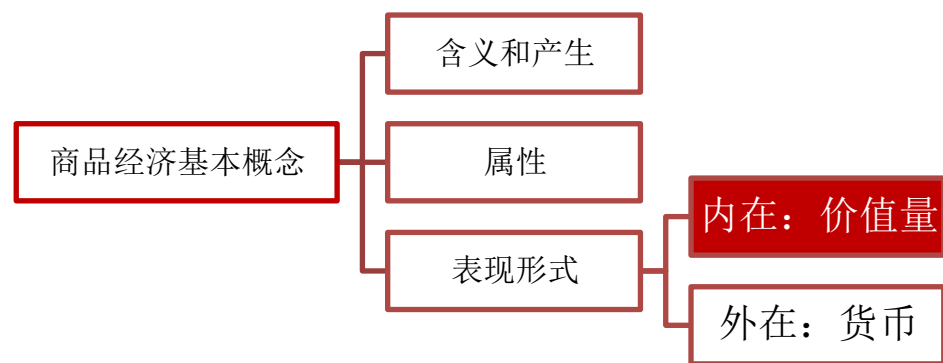 含义和产生
商品经济基本概念
属性
表现形式
内在：价值量
外在：货币